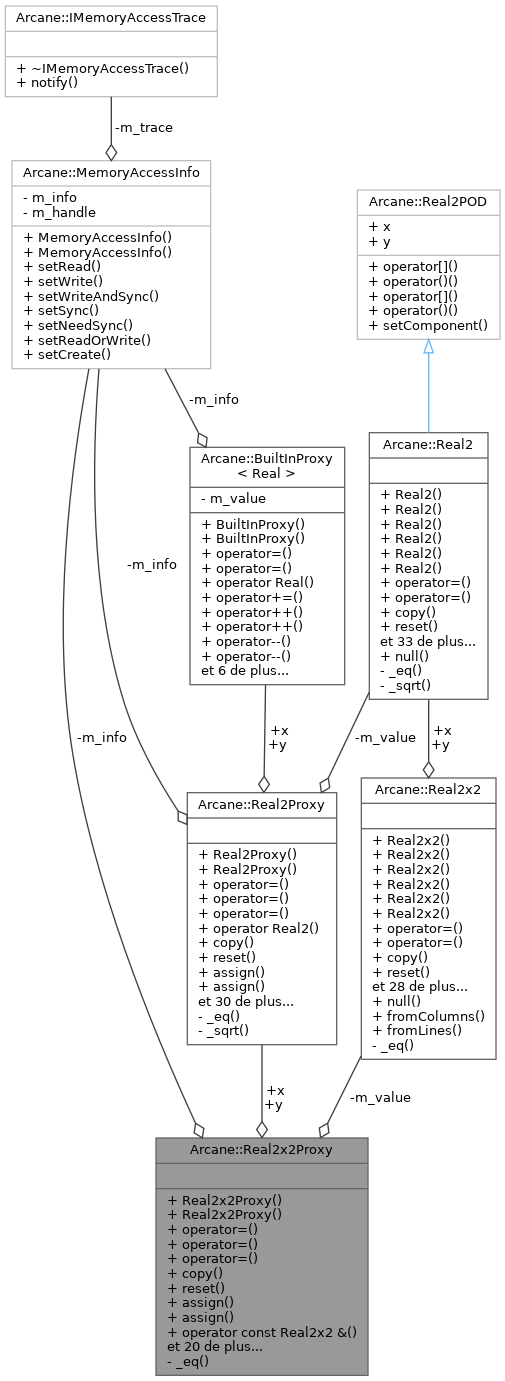 Arcane::IMemoryAccessTrace
+ ~IMemoryAccessTrace()
+ notify()
-m_trace
Arcane::MemoryAccessInfo
- m_info
- m_handle
+ MemoryAccessInfo()
+ MemoryAccessInfo()
+ setRead()
+ setWrite()
+ setWriteAndSync()
+ setSync()
+ setNeedSync()
+ setReadOrWrite()
+ setCreate()
Arcane::Real2POD
+ x
+ y
+ operator[]()
+ operator()()
+ operator[]()
+ operator()()
+ setComponent()
-m_info
Arcane::BuiltInProxy
< Real >
- m_value
+ BuiltInProxy()
+ BuiltInProxy()
+ operator=()
+ operator=()
+ operator Real()
+ operator+=()
+ operator++()
+ operator++()
+ operator--()
+ operator--()
et 6 de plus...
Arcane::Real2
+ Real2()
+ Real2()
+ Real2()
+ Real2()
+ Real2()
+ Real2()
+ operator=()
+ operator=()
+ copy()
+ reset()
et 33 de plus...
+ null()
- _eq()
- _sqrt()
-m_info
-m_info
+x
+y
-m_value
+x
+y
Arcane::Real2Proxy
+ Real2Proxy()
+ Real2Proxy()
+ operator=()
+ operator=()
+ operator=()
+ operator Real2()
+ copy()
+ reset()
+ assign()
+ assign()
et 30 de plus...
- _eq()
- _sqrt()
Arcane::Real2x2
+ Real2x2()
+ Real2x2()
+ Real2x2()
+ Real2x2()
+ Real2x2()
+ Real2x2()
+ operator=()
+ operator=()
+ copy()
+ reset()
et 28 de plus...
+ null()
+ fromColumns()
+ fromLines()
- _eq()
+x
+y
-m_value
Arcane::Real2x2Proxy
+ Real2x2Proxy()
+ Real2x2Proxy()
+ operator=()
+ operator=()
+ operator=()
+ copy()
+ reset()
+ assign()
+ assign()
+ operator const Real2x2 &()
et 20 de plus...
- _eq()